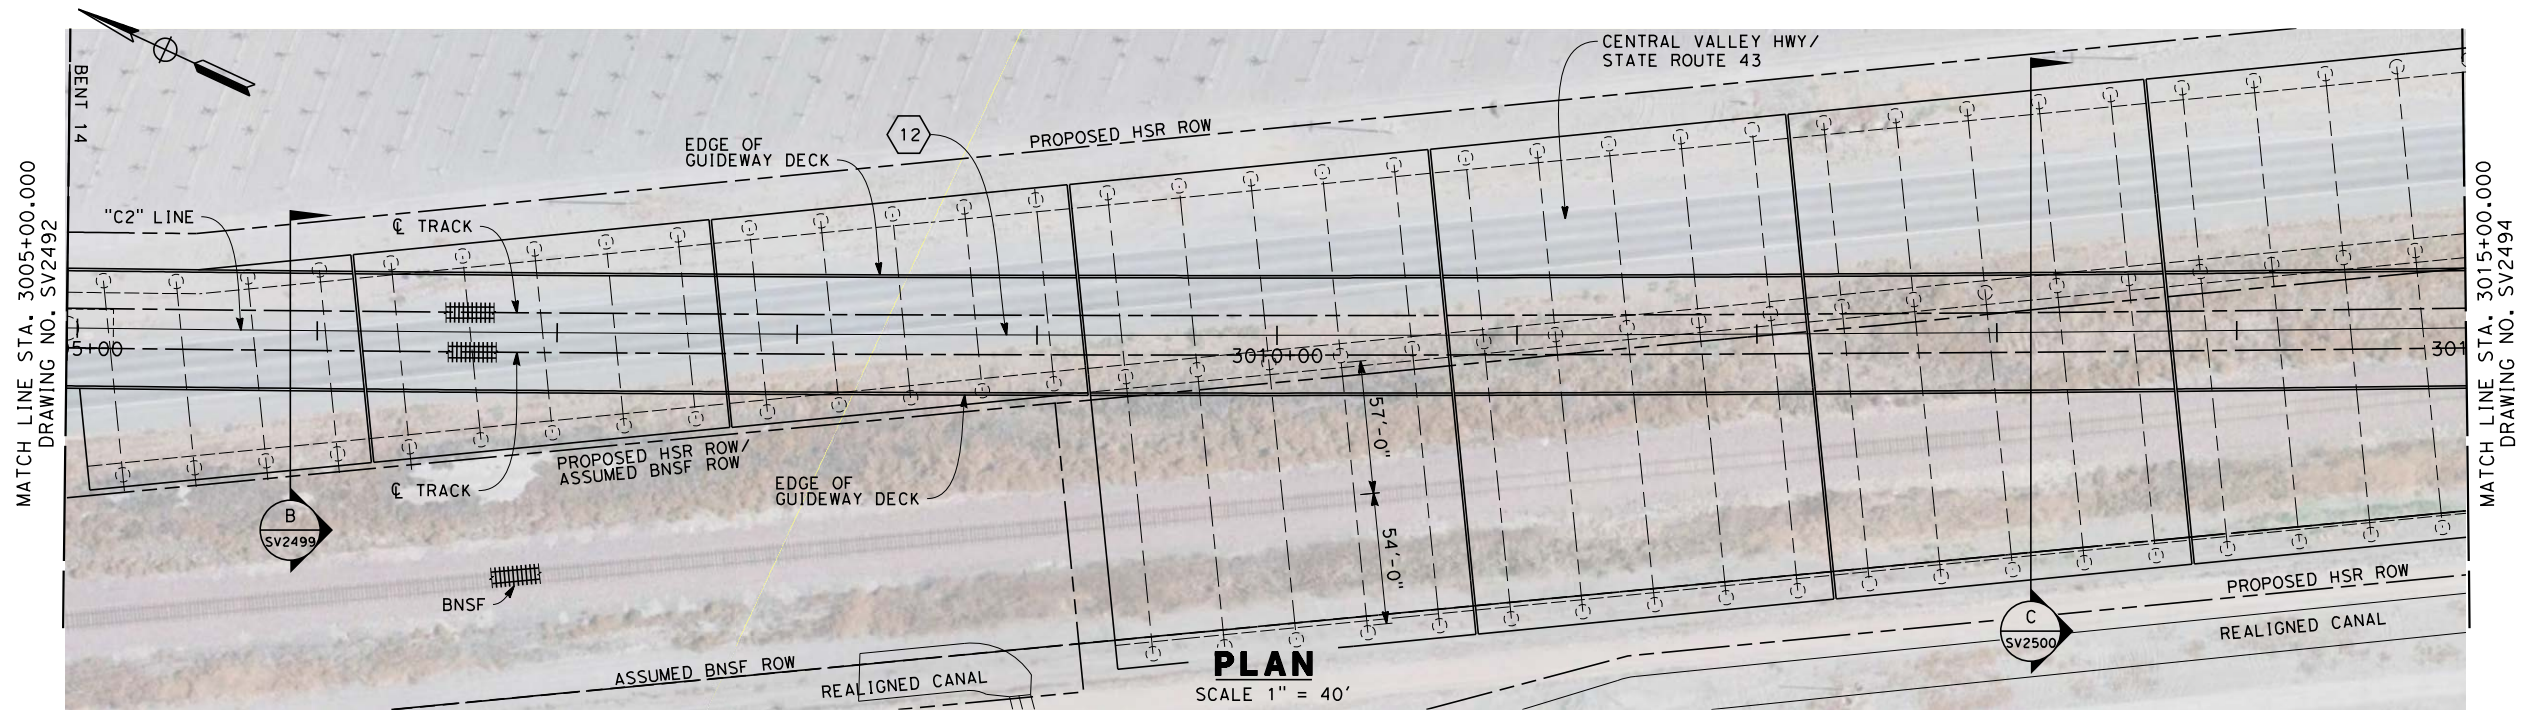 BENT 14
MATCH LINE STA. 3005+00.000
DRAWING NO. SV2492
"C2" LINE
℄ TRACK
EDGE OF
GUIDEWAY DECK
12
PROPOSED HSR ROW
CENTRAL VALLEY HWY/
STATE ROUTE 43
MATCH LINE STA. 3015+00.000
DRAWING NO. SV2494
5+00
3010+00
301
57'-0"
54'-0"
PROPOSED HSR ROW/
ASSUMED BNSF ROW
℄ TRACK
EDGE OF
GUIDEWAY DECK
B
SV2499
BNSF
C
SV2500
PROPOSED HSR ROW
REALIGNED CANAL
ASSUMED BNSF ROW
REALIGNED CANAL
PLAN
SCALE 1" = 40'